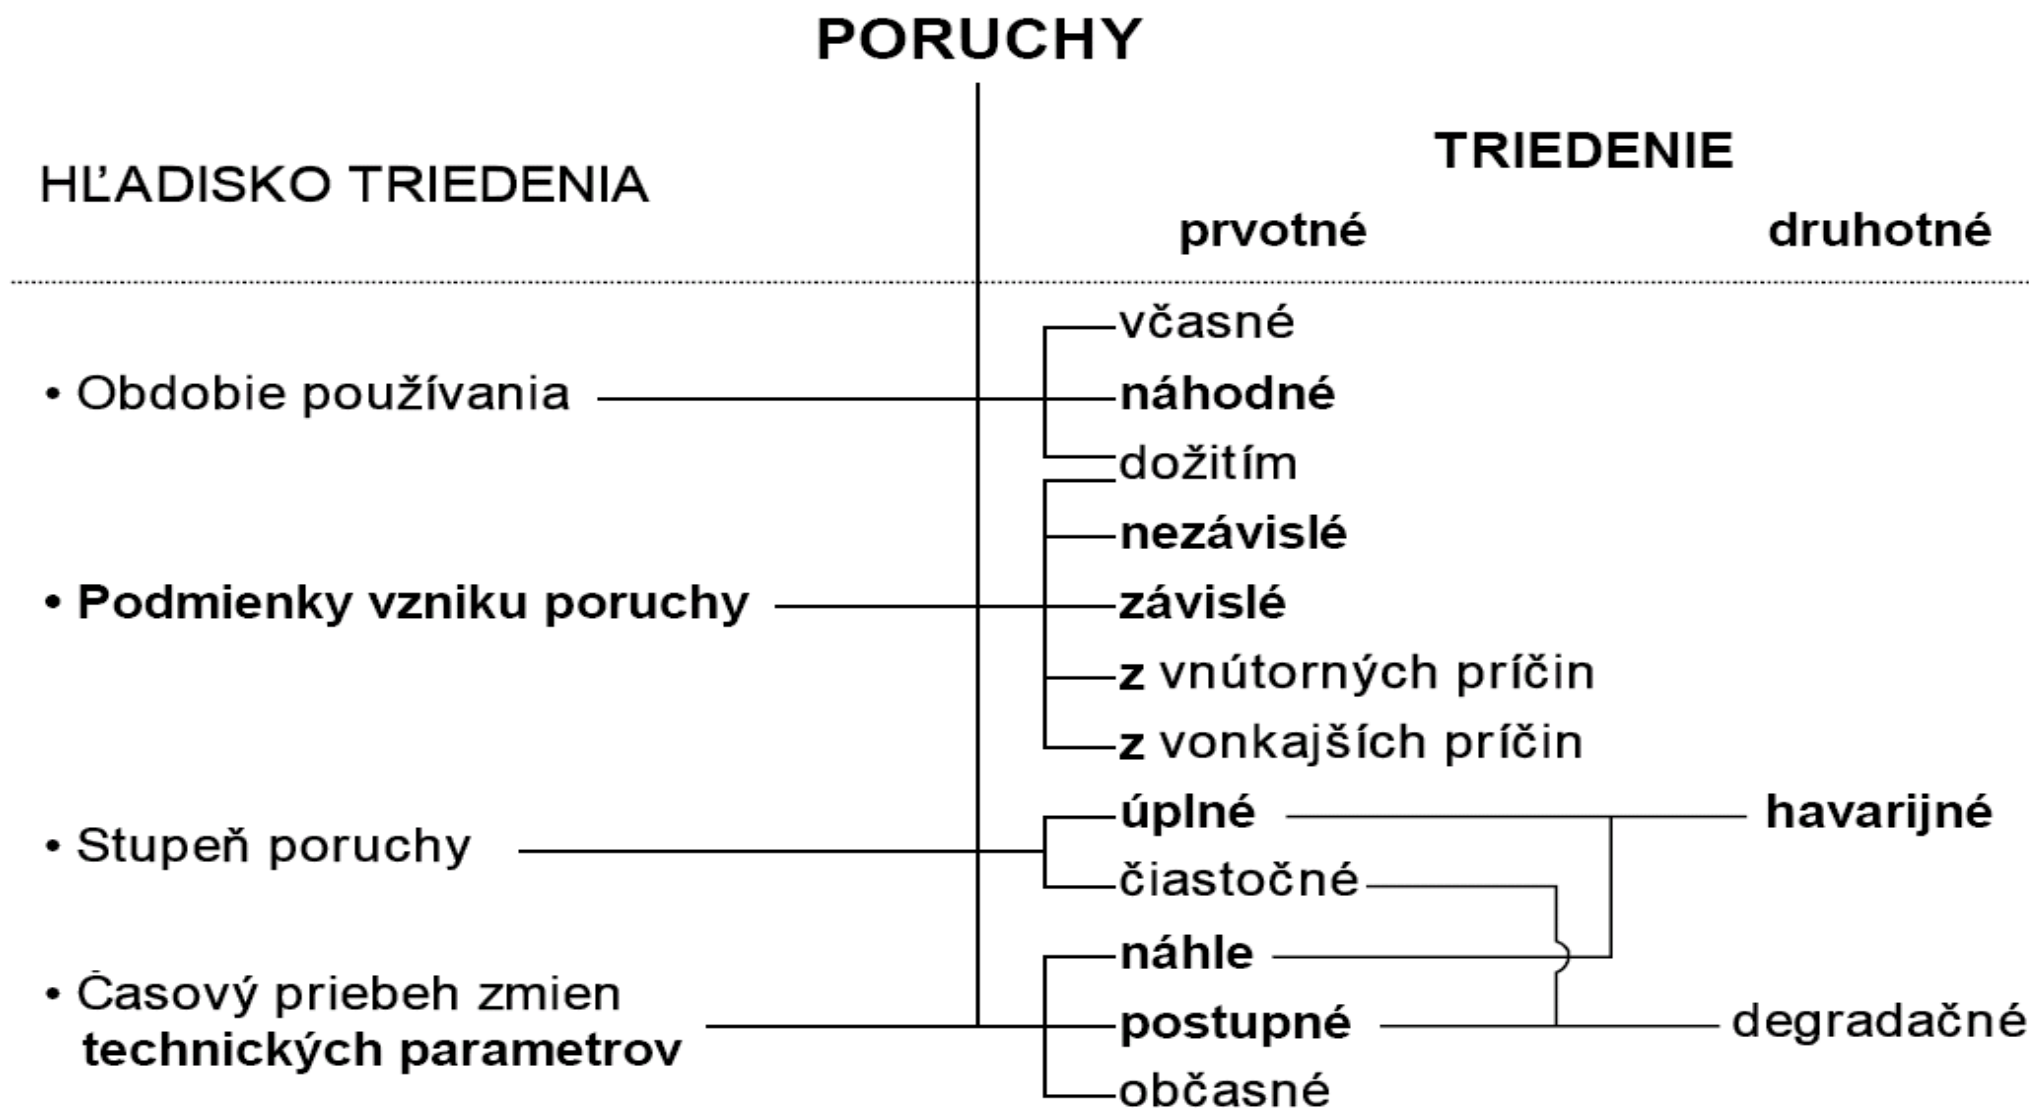 PORUCHY
TRIEDENIE
HĽADISKO TRIEDENIA
prvotné druhotné
včasné
• Obdobie používania náhodné
dožitím
nezávislé
• Podmienky vzniku poruchy závislé
z vnútorných príčin
z vonkajších príčin
úplné havarijné
• Stupeň poruchy
čiastočné
náhle
• Časový priebeh zmien
technických parametrov
postupné degradačné
občasné